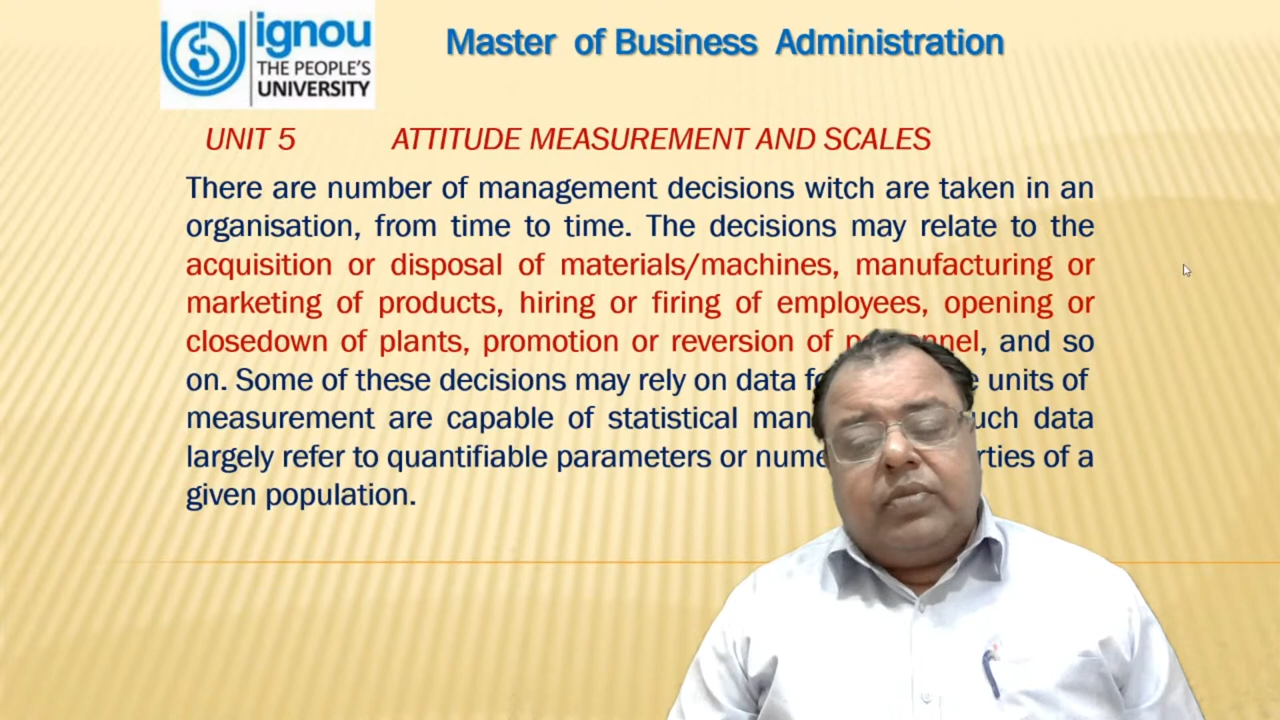 ignou
THE PEOPLE'S
UNIVERSITY
Master of Business Administration
UNIT 5 ATTITUDE MEASUREMENT AND SCALES
There are number of management decisions witch are taken in an
organisation, from time to time. The decisions may relate to the
acquisition or disposal of materials/machines, manufacturing or
marketing of products, hiring or firing of employees, opening or
closedown of plants, promotion or reversion of and so
on. Some of these decisions may rely on data units of
measurement are capable of statistical data
largely refer to quantifiable parameters or of a
given population.